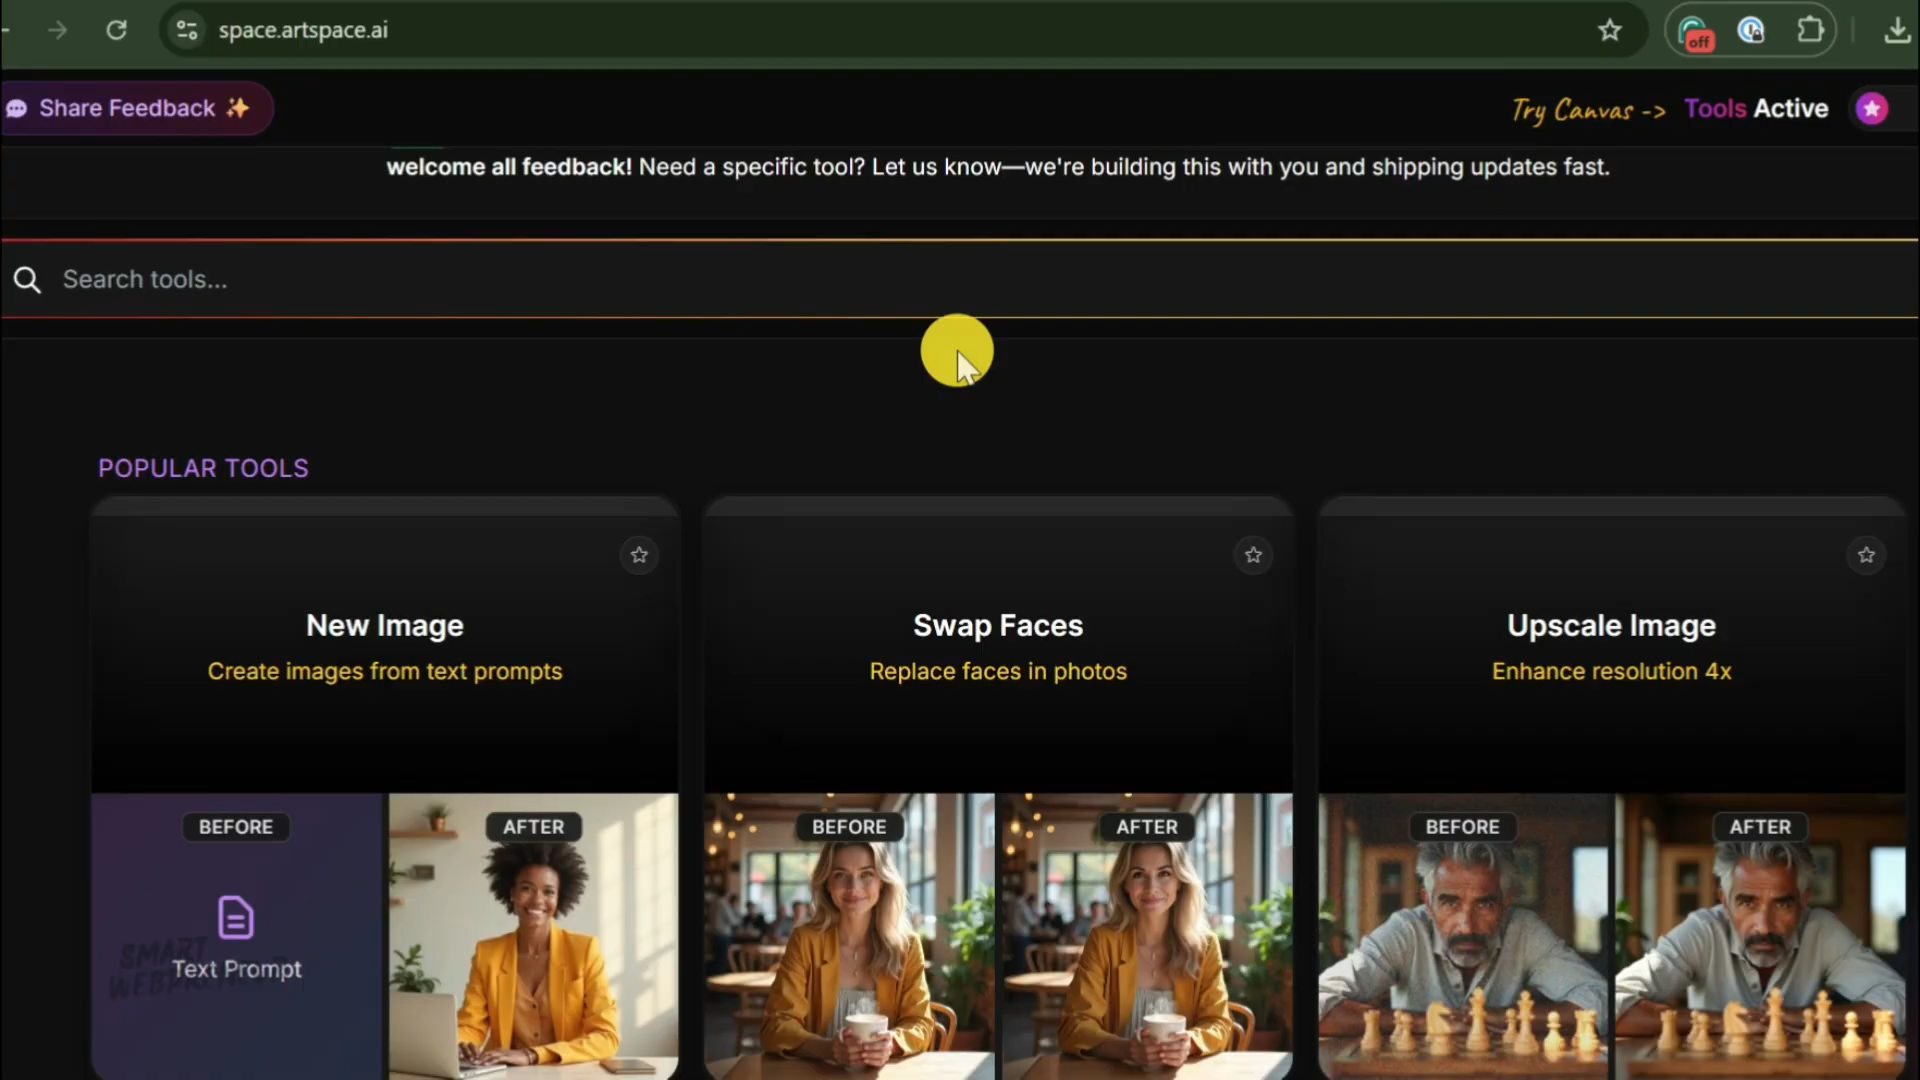 space.artspace.ai
off
Share Feedback
Try Canvas ->
Tools Active
welcome all feedback! Need a specific tool? Let us know—we're building this with you and shipping updates fast.
Search tools...
POPULAR TOOLS
New Image
Create images from text prompts
Swap Faces
Replace faces in photos
Upscale Image
Enhance resolution 4x
BEFORE
AFTER
BEFORE
AFTER
BEFORE
AFTER
SMART
Text Prompt